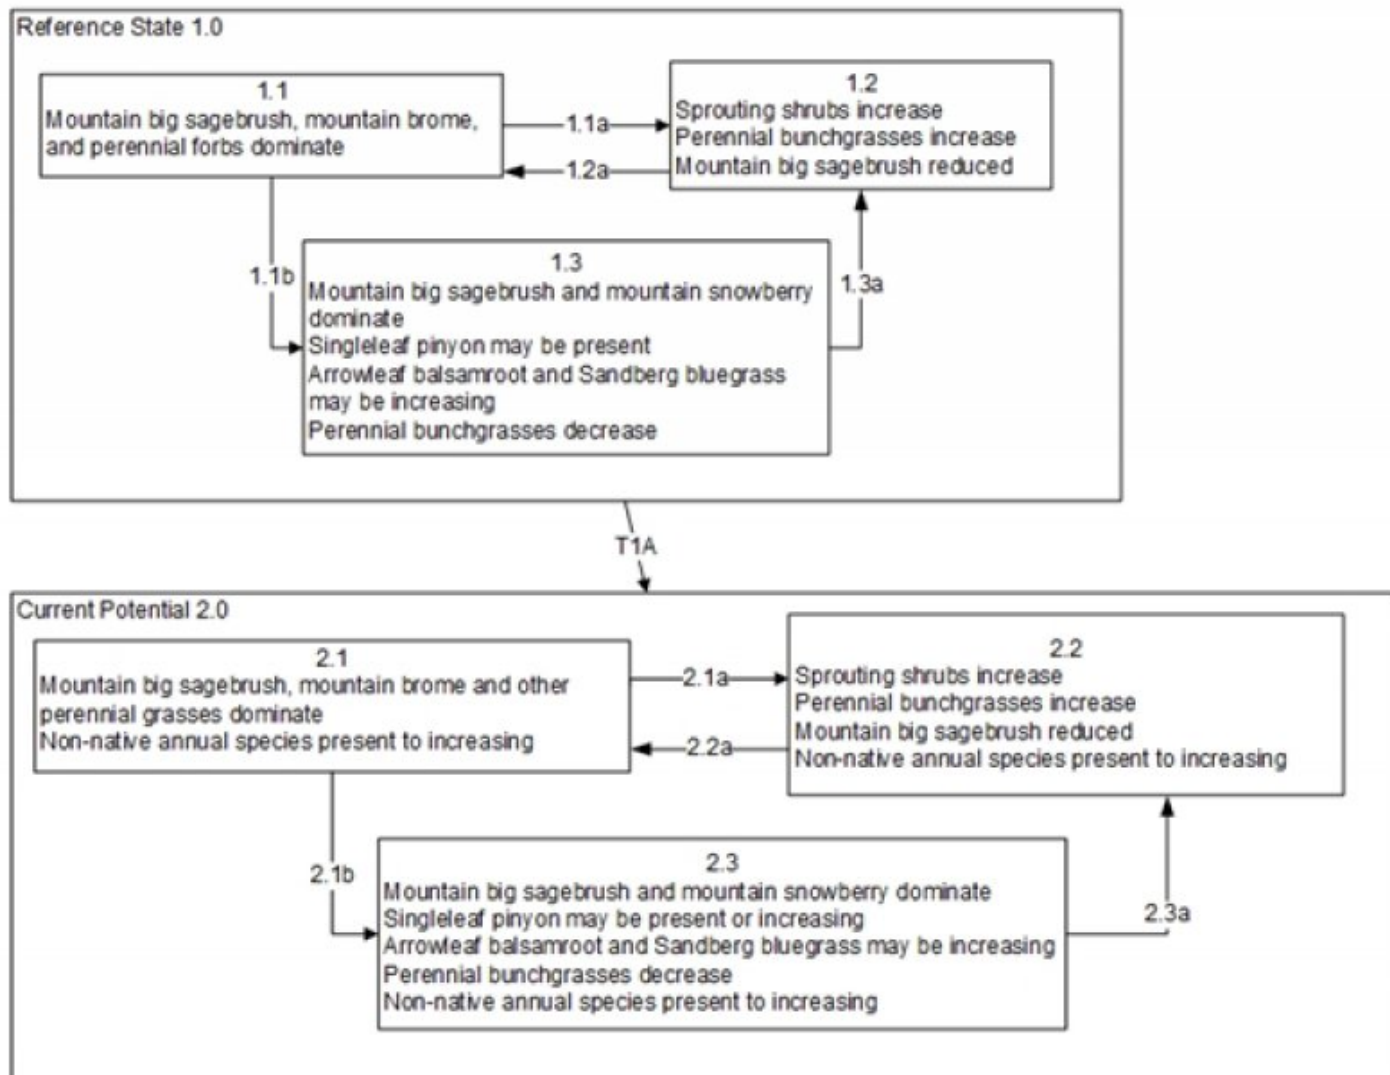 Reference State 1.0
1.1
Mountain big sagebrush, mountain brome,
and perennial forbs dominate
1.1a
1.2a
1.2
Sprouting shrubs increase
Perennial bunchgrasses increase
Mountain big sagebrush reduced
1.1b
1.3
Mountain big sagebrush and mountain snowberry
dominate
Singleleaf pinyon may be present
Arrowleaf balsamroot and Sandberg bluegrass
may be increasing
Perennial bunchgrasses decrease
1.3a
T1A
Current Potential 2.0
2.1
Mountain big sagebrush, mountain brome and other
perennial grasses dominate
Non-native annual species present to increasing
2.1a
2.2a
2.2
Sprouting shrubs increase
Perennial bunchgrasses increase
Mountain big sagebrush reduced
Non-native annual species present to increasing
2.1b
2.3
Mountain big sagebrush and mountain snowberry dominate
Singleleaf pinyon may be present or increasing
Arrowleaf balsamroot and Sandberg bluegrass may be increasing
Perennial bunchgrasses decrease
Non-native annual species present to increasing
2.3a